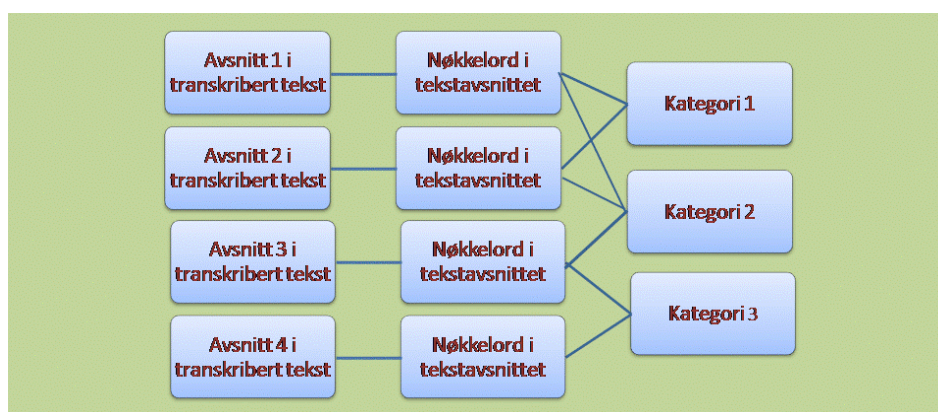 Avsnitt 1 i
transkribert tekst
Nøkkelord i
tekstavsnittet
Kategori 1
Avsnitt 2 i
transkribert tekst
Nøkkelord i
tekstavsnittet
Kategori 2
Avsnitt 3 i
transkribert tekst
Nøkkelord i
tekstavsnittet
Kategori 3
Avsnitt 4 i
transkribert tekst
Nøkkelord i
tekstavsnittet